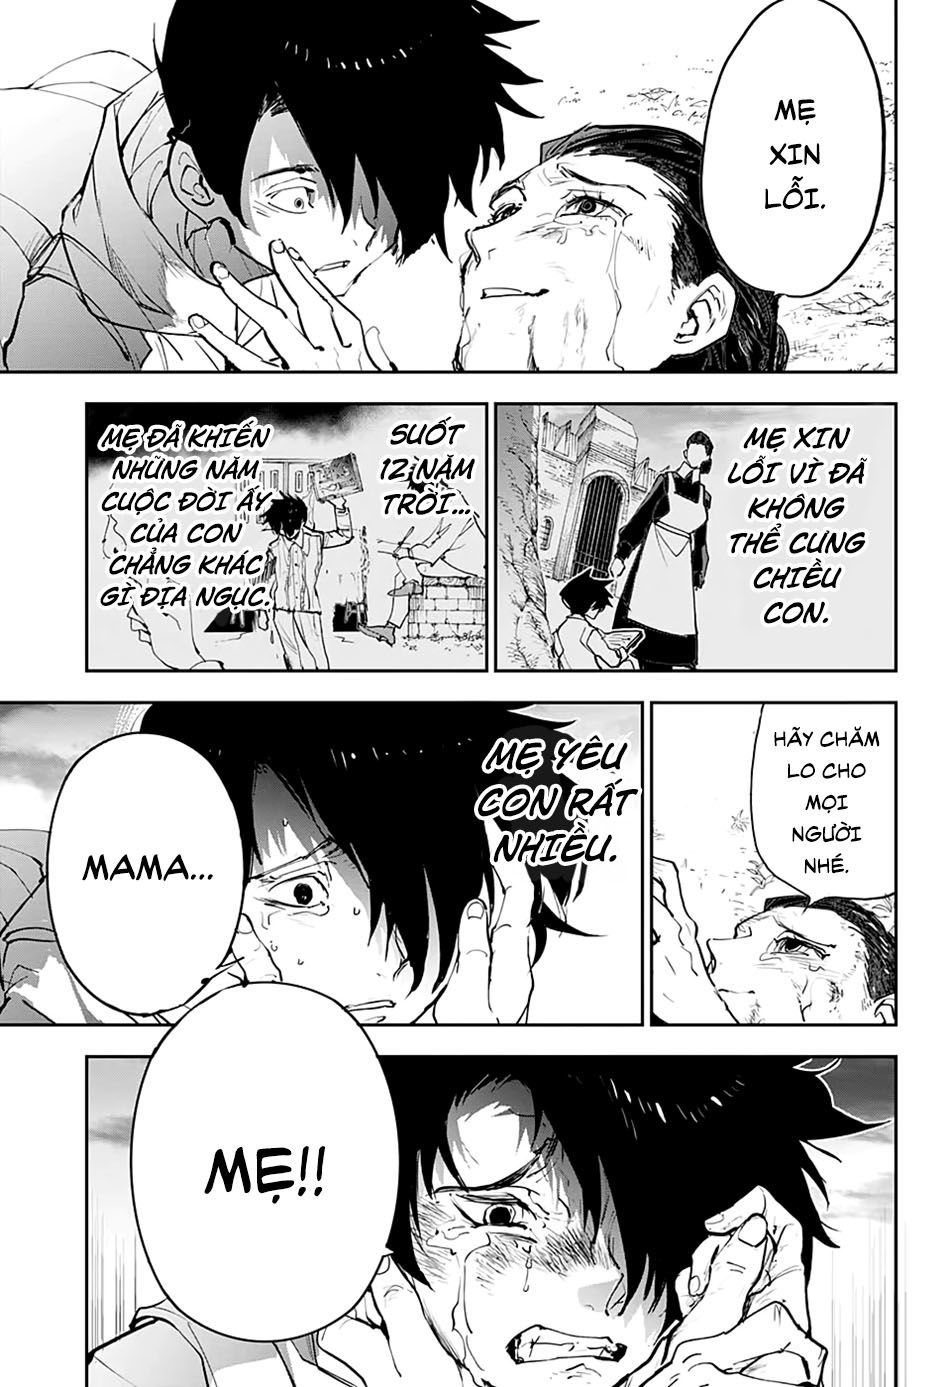 MẸ
XIN
LỖI.
MẸ XIN
LỖI VÌ ĐÃ
KHÔNG
THỂ CƯNG
CHIỀU
CON.
SUỐT
12 NĂM
TRỜI...
MẸ ĐÃ KHIẾN
NHŨNG NĂM
CUỘC ĐỜI ẤY
CỦA CON
CHẲNG KHÁC
GÌ ĐỊA NGỤC.
HÃY CHĂM
LO CHO
MỌI
NGƯỜI
NHÉ.
MẸ YÊU
CON RẤT
NHIỀU.
MAMA...
MẸ!!